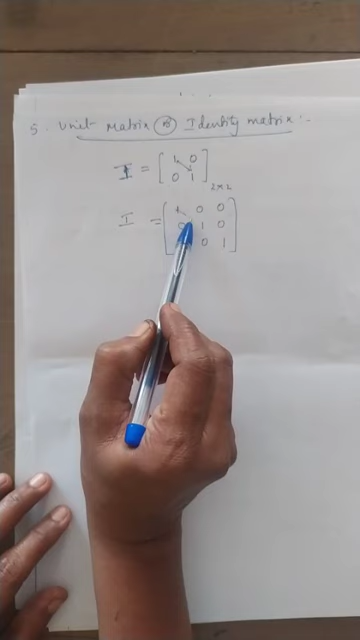 5. Unit Matrix (or) Identity matrix :-
I = [ 1 0
0 1 ] 2×2
I = [ 1 0 0
0 1 0
0 1 ]